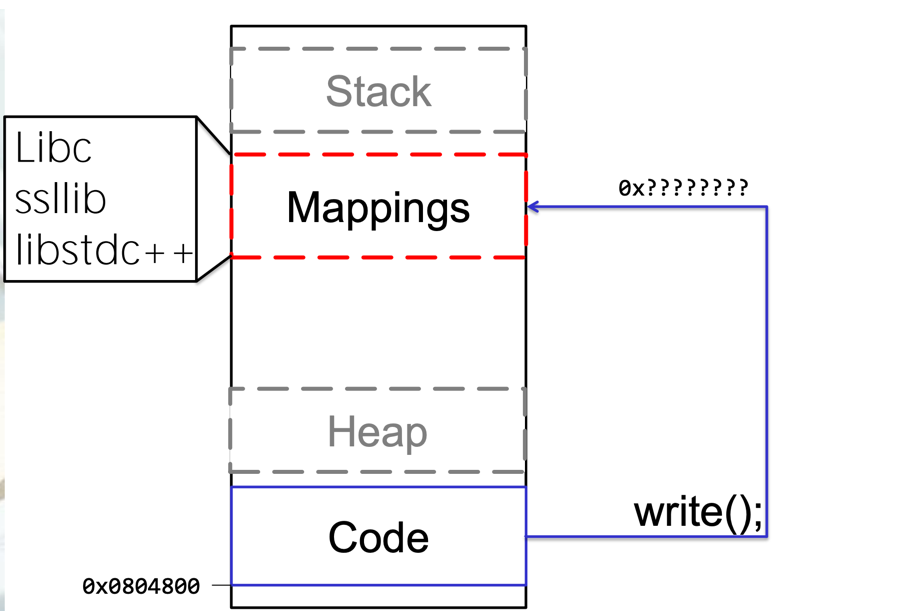 Stack
Libc
ssllib
libstdc++
Mappings
0x????????
Heap
write();
Code
0x0804800